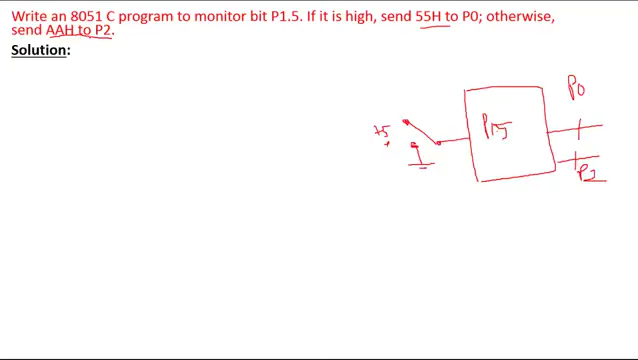 Write an 8051 C program to monitor bit P1.5. If it is high, send 55H to P0; otherwise,
send AAH to P2.
Solution:
P0
+5
P1.5
P2